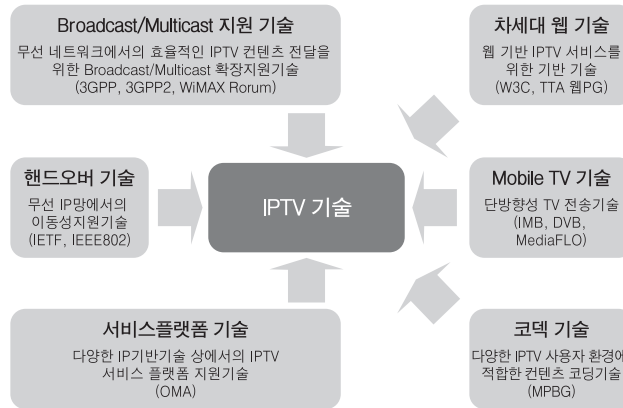 Broadcast/Multicast 지원 기술
무선 네트워크에서의 효율적인 IPTV 컨텐츠 전달을
위한 Broadcast/Multicast 확장지원기술
(3GPP, 3GPP2, WiMAX Rorum)
차세대 웹 기술
웹 기반 IPTV 서비스를
위한 기반 기술
(W3C, TTA 웹PG)
핸드오버 기술
무선 IP망에서의
이동성지원기술
(IETF, IEEE802)
IPTV 기술
Mobile TV 기술
단방향성 TV 전송기술
(IMB, DVB,
MediaFLO)
서비스플랫폼 기술
다양한 IP기반기술 상에서의 IPTV
서비스 플랫폼 지원기술
(OMA)
코덱 기술
다양한 IPTV 사용자 환경에
적합한 컨텐츠 코딩기술
(MPBG)